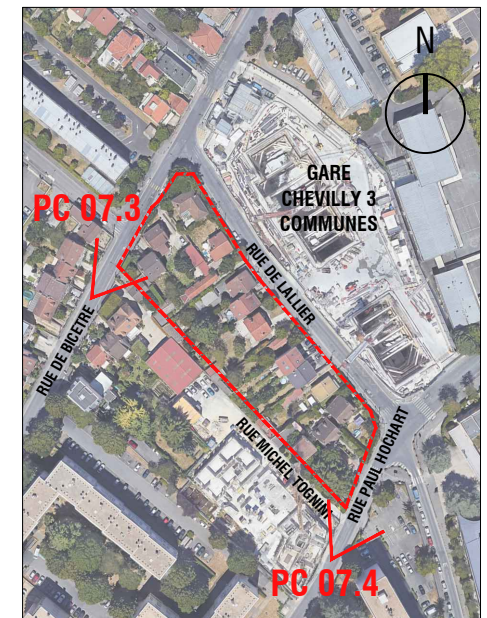 N
GARE
CHEVILLY 3
COMMUNES
PC 07.3
RUE DE LALLIER
RUE DE BICETRE
RUE PAUL HOCHART
RUE MICHEL TOGNINI
PC 07.4